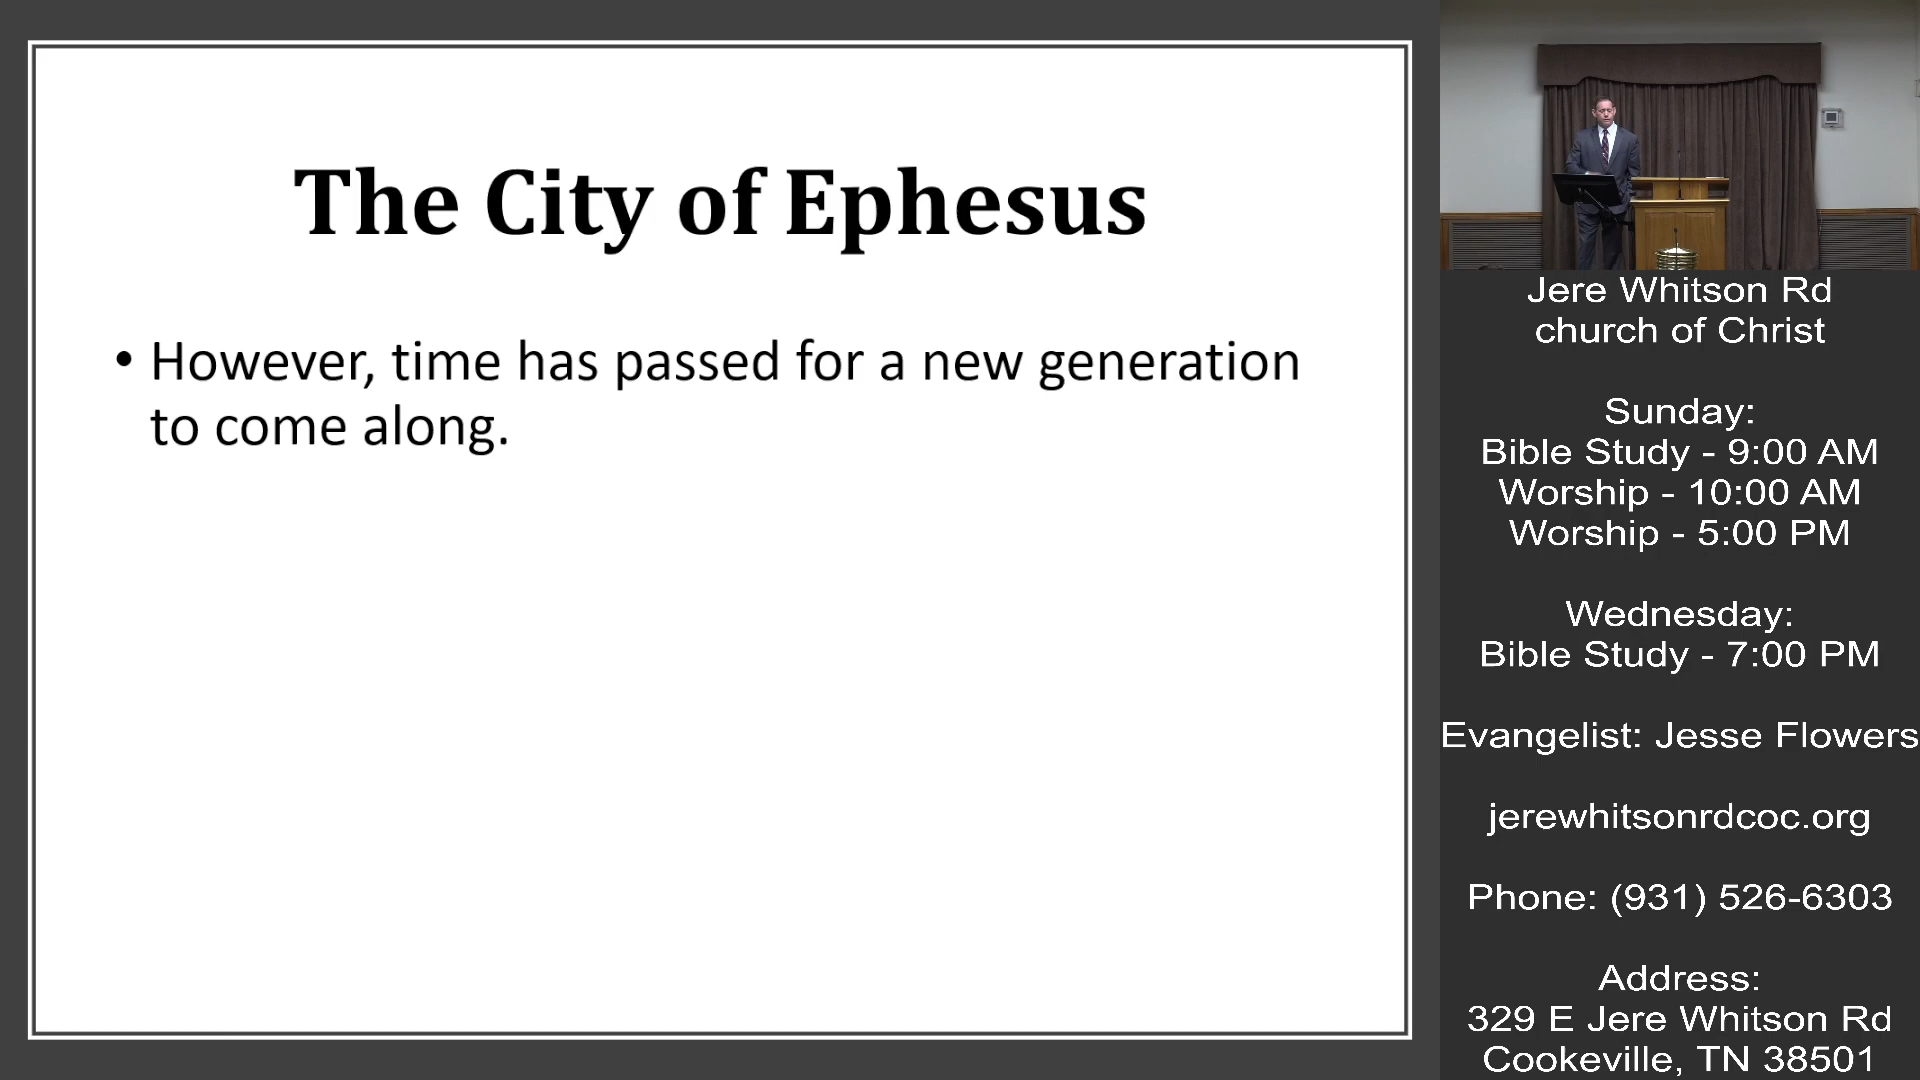 The City of Ephesus
• However, time has passed for a new generation
to come along.
Jere Whitson Rd
church of Christ
Sunday:
Bible Study - 9:00 AM
Worship - 10:00 AM
Worship - 5:00 PM
Wednesday:
Bible Study - 7:00 PM
Evangelist: Jesse Flowers
jerewhitsonrdcoc.org
Phone: (931) 526-6303
Address:
329 E Jere Whitson Rd
Cookeville, TN 38501